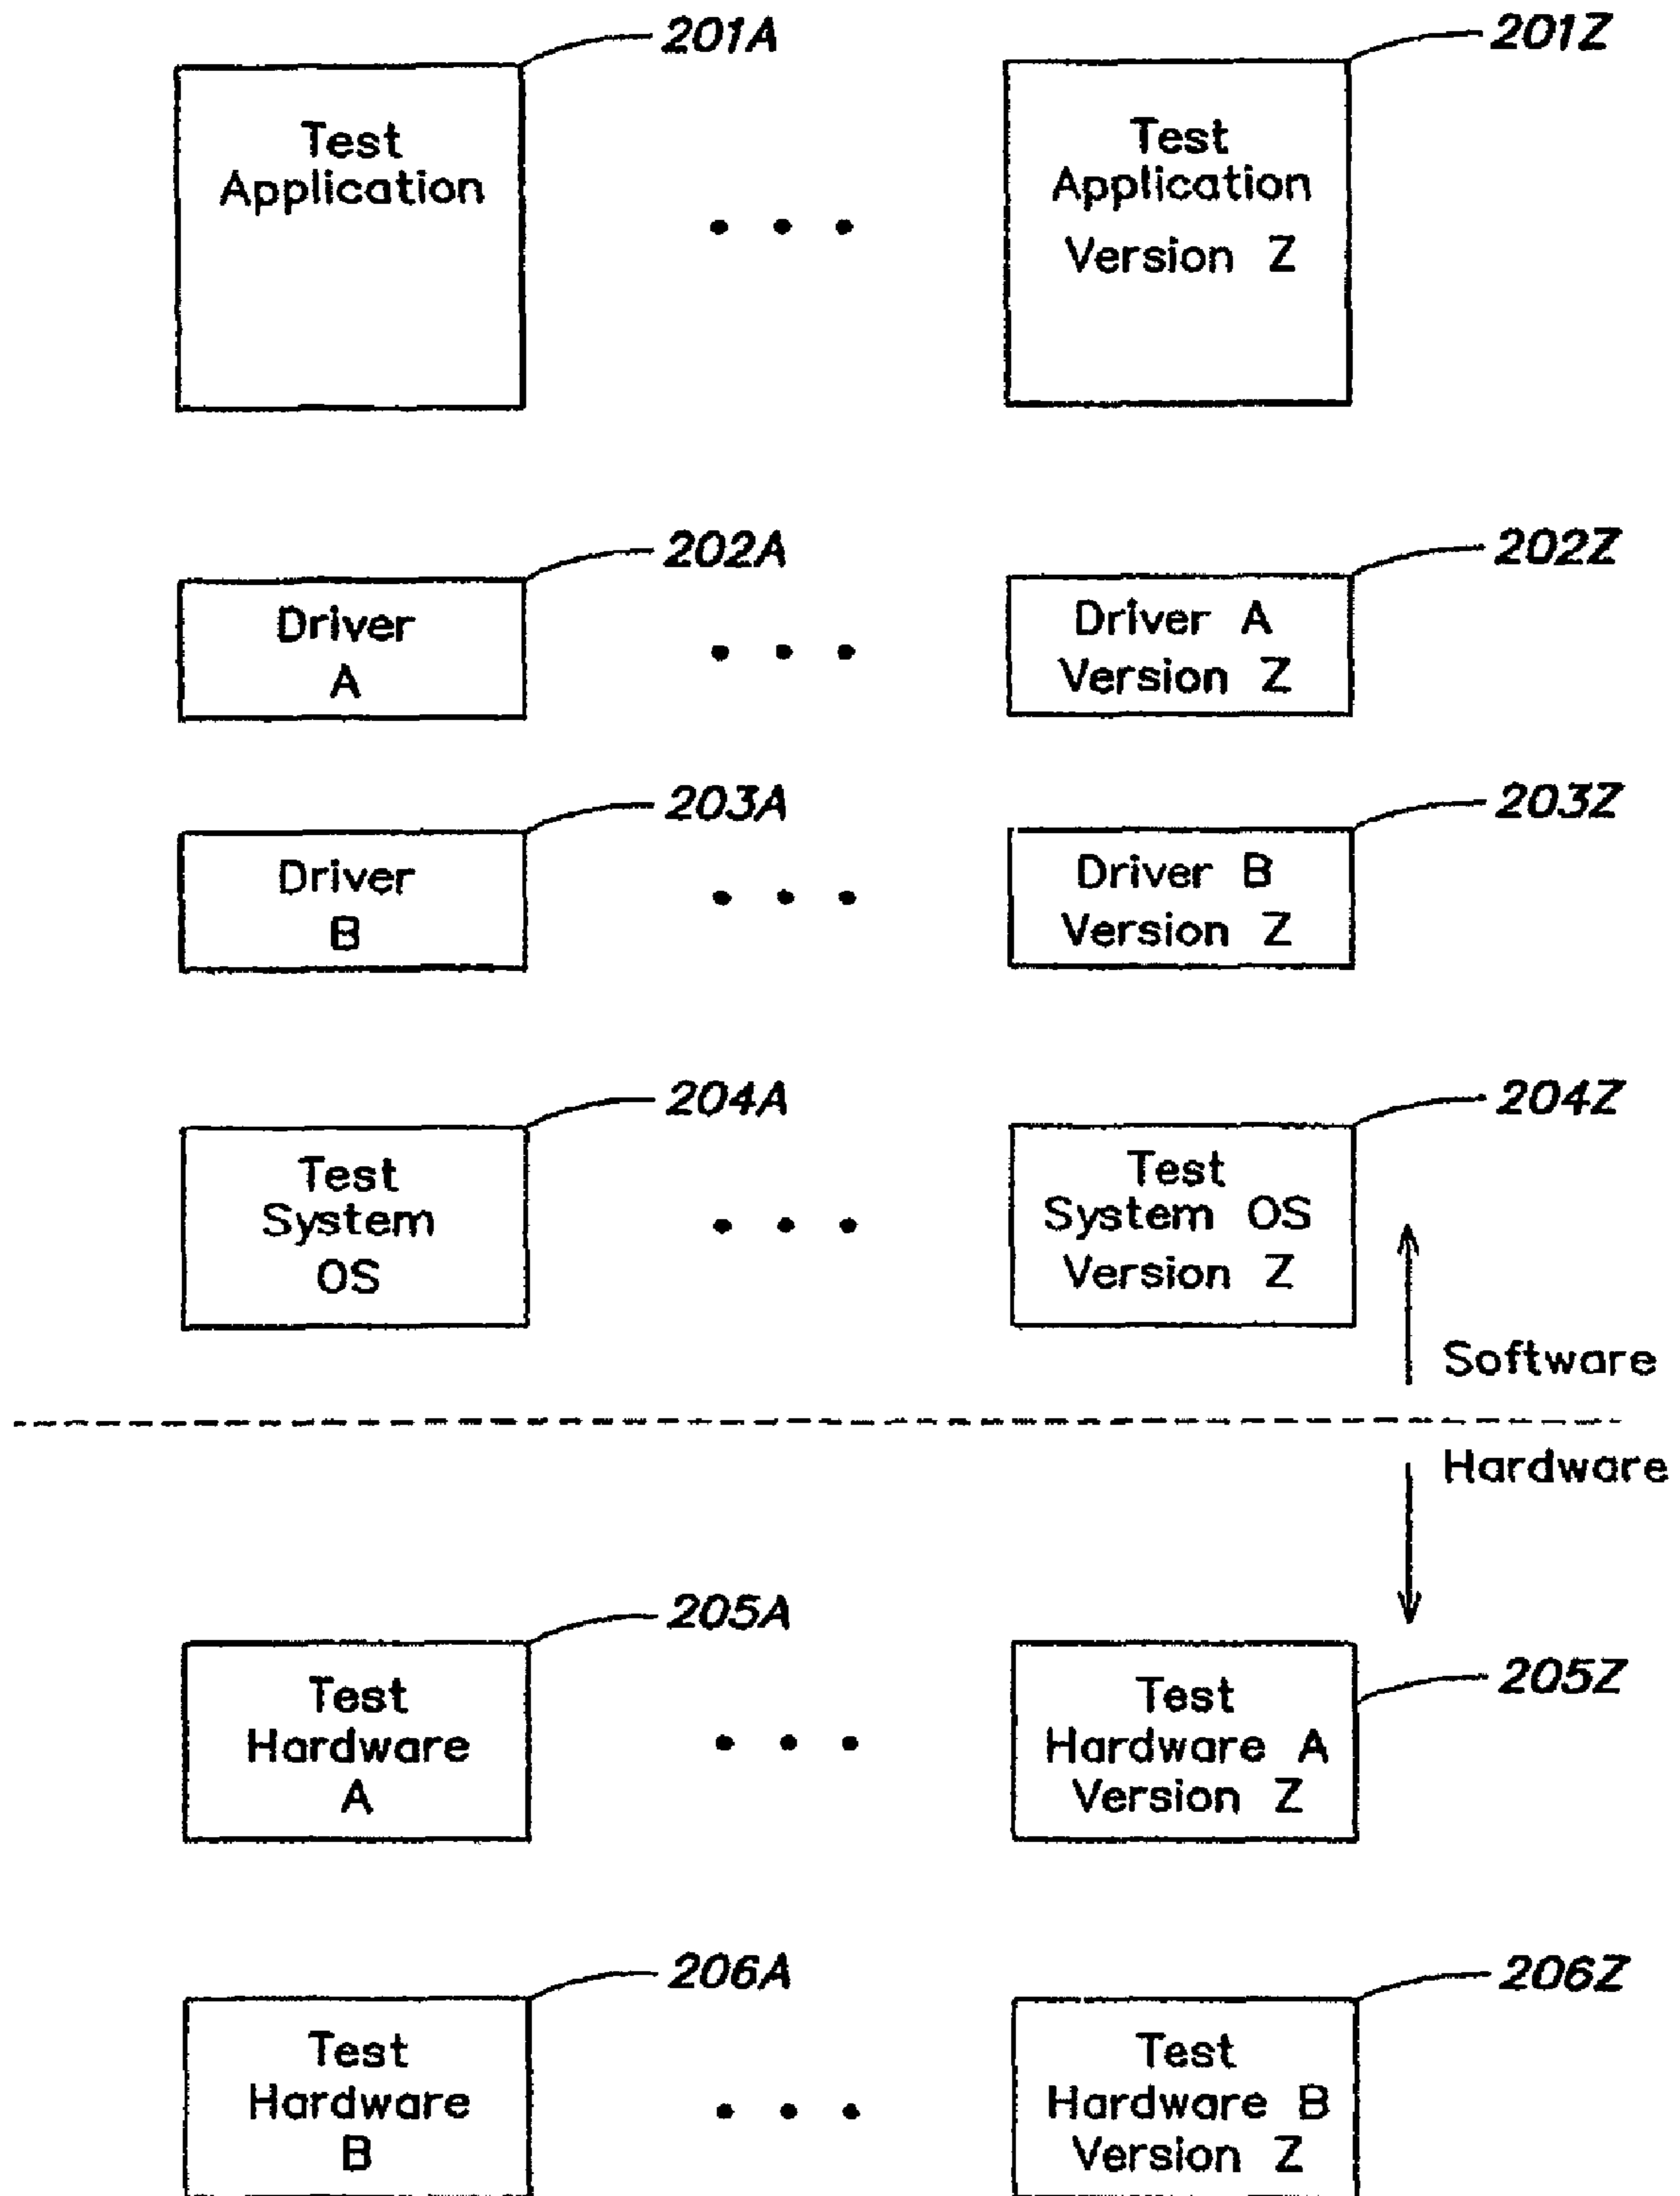 201A
201Z
Test
Application
Test
Application
Version Z
202A
202Z
Driver
A
Driver A
Version Z
203A
203Z
Driver
B
Driver B
Version Z
204A
204Z
Test
System
OS
Test
System OS
Version Z
Software
Hardware
205A
205Z
Test
Hardware
A
Test
Hardware A
Version Z
206A
206Z
Test
Hardware
B
Test
Hardware B
Version Z